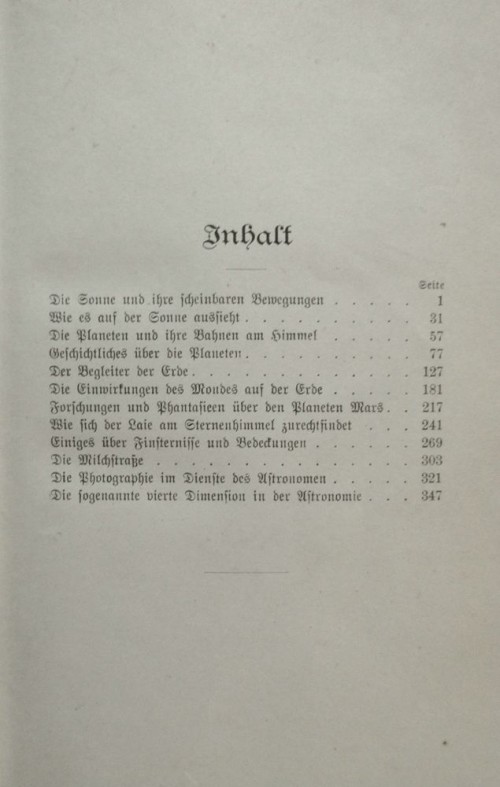 Inhalt
Seite
Die Sonne und ihre scheinbaren Bewegungen . . . . . 1
Wie es auf der Sonne aussieht . . . . . . . . . 31
Die Planeten und ihre Bahnen am Himmel . . . . . 57
Geschichtliches über die Planeten . . . . . . . . . 77
Der Begleiter der Erde . . . . . . . . . . . . 127
Die Einwirkungen des Mondes auf der Erde . . . . . 181
Forschungen und Phantasieen über den Planeten Mars . . 217
Wie sich der Laie am Sternenhimmel zurechtfindet . . . 241
Einiges über Finsternisse und Bedeckungen . . . . . . 269
Die Milchstraße . . . . . . . . . . . . . . 303
Die Photographie im Dienste des Astronomen . . . . . 321
Die sogenannte vierte Dimension in der Astronomie . . . 347